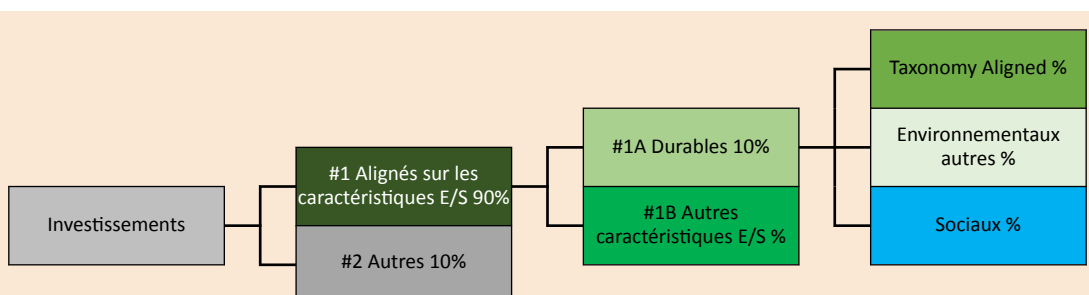 Investissements
#1 Alignés sur les
caractéristiques E/S 90%
#2 Autres 10%
#1A Durables 10%
#1B Autres
caractéristiques E/S %
Taxonomy Aligned %
Environnementaux
autres %
Sociaux %